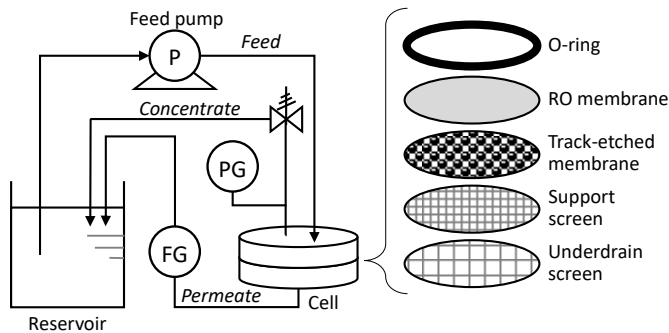 Feed pump
P
Feed
Concentrate
PG
FG
Permeate
Reservoir
Cell
O-ring
RO membrane
Track-etched
membrane
Support
screen
Underdrain
screen